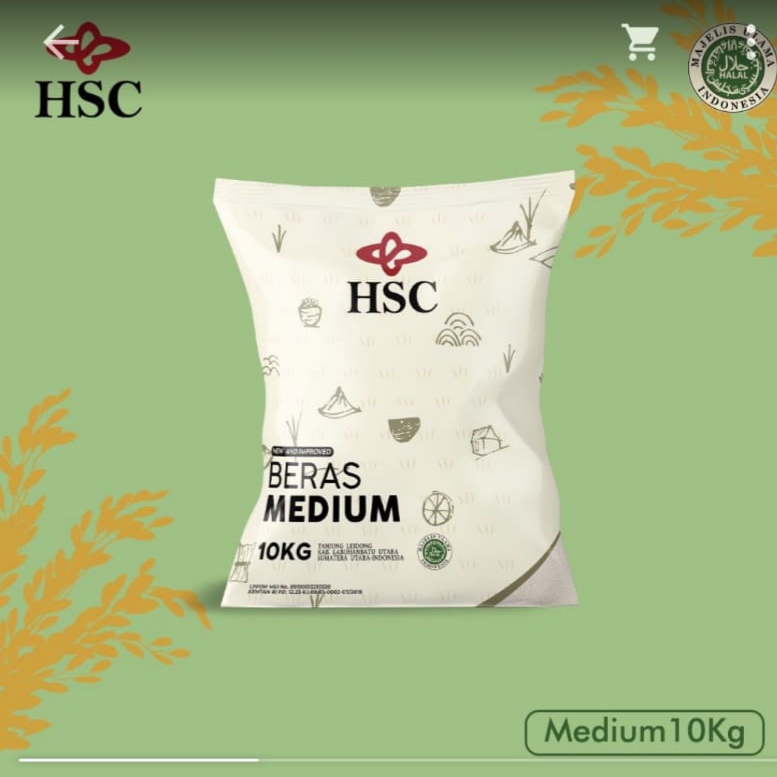 HSC
MAJELIS ULAMA
حلال
HALAL
INDONESIA
HSC
NEW AND IMPROVED
BERAS
MEDIUM
10KG
TANJUNG LEIDONG
KAB. LABUHANBATU UTARA
SUMATERA UTARA-INDONESIA
Medium10Kg